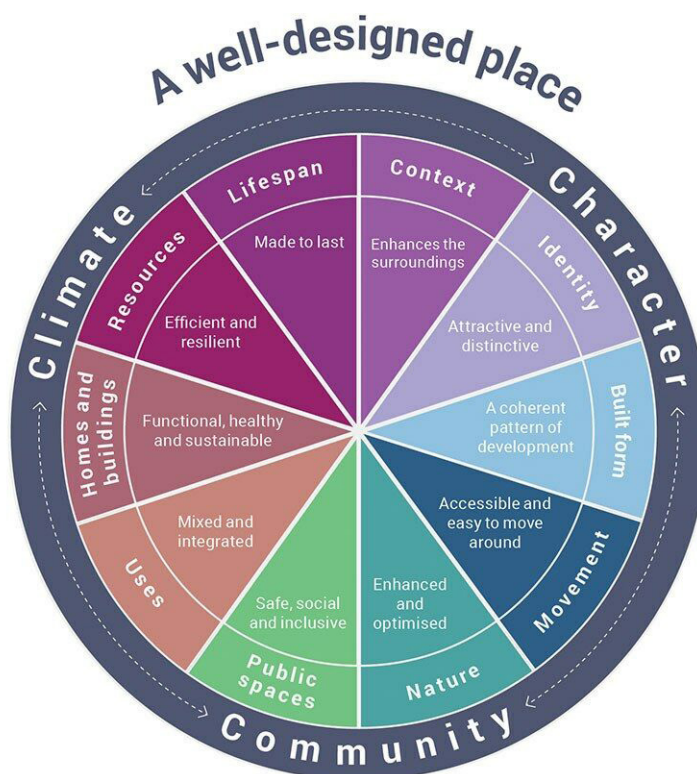 A well-designed place
Climate
Character
Community
Context
Enhances the
surroundings
Identity
Attractive and
distinctive
Built form
A coherent
pattern of
development
Movement
Accessible and
easy to move
around
Nature
Enhanced
and
optimised
Public
spaces
Safe, social
and inclusive
Uses
Mixed and
integrated
Homes and
buildings
Functional, healthy
and sustainable
Resources
Efficient and
resilient
Lifespan
Made to last